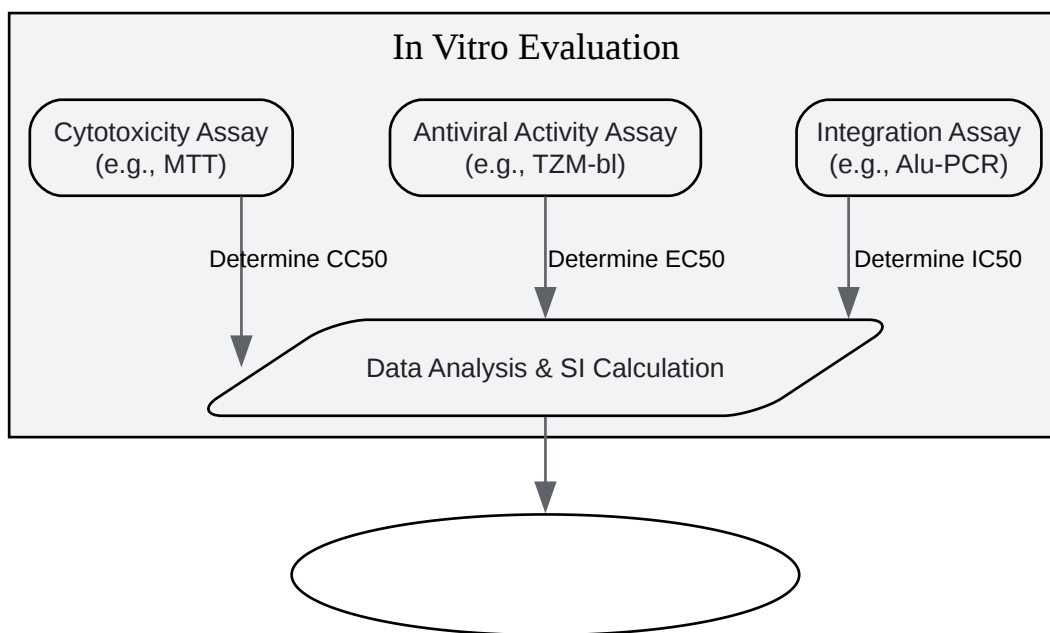 In Vitro Evaluation
Cytotoxicity Assay
(e.g., MTT)
Antiviral Activity Assay
(e.g., TZM-bl)
Integration Assay
(e.g., Alu-PCR)
Determine CC50
Determine EC50
Determine IC50
Data Analysis & SI Calculation